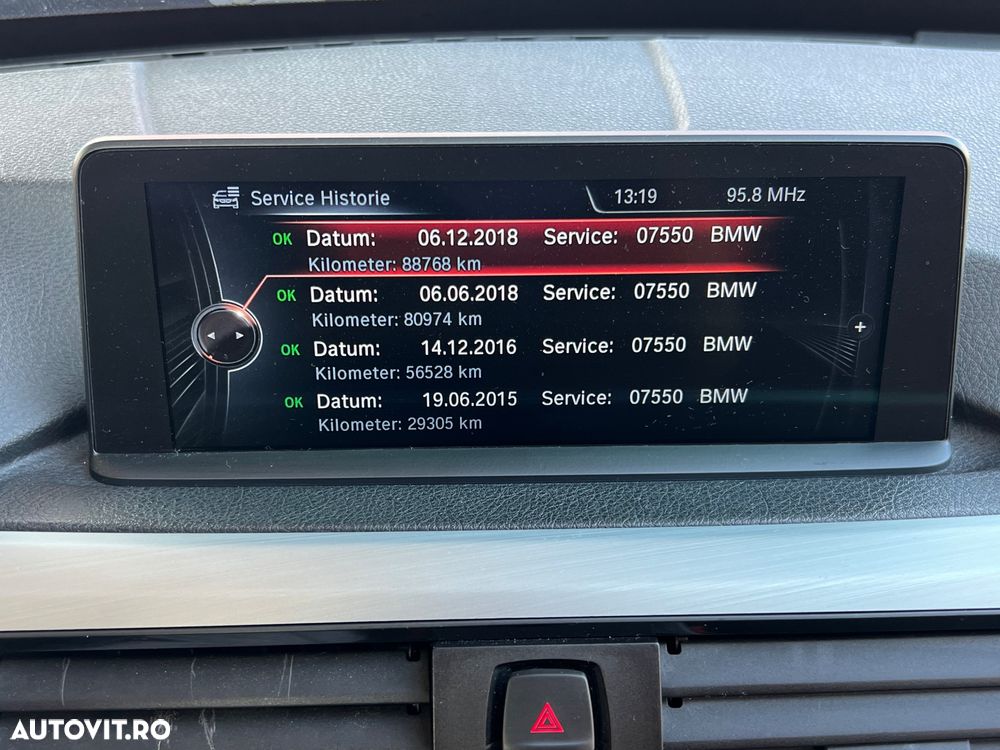 Service Historie 13:19 95.8 MHz
OK Datum: 06.12.2018 Service: 07550 BMW
Kilometer: 88768 km
OK Datum: 06.06.2018 Service: 07550 BMW
Kilometer: 80974 km
OK Datum: 14.12.2016 Service: 07550 BMW
Kilometer: 56528 km
OK Datum: 19.06.2015 Service: 07550 BMW
Kilometer: 29305 km
AUTOVIT.RO